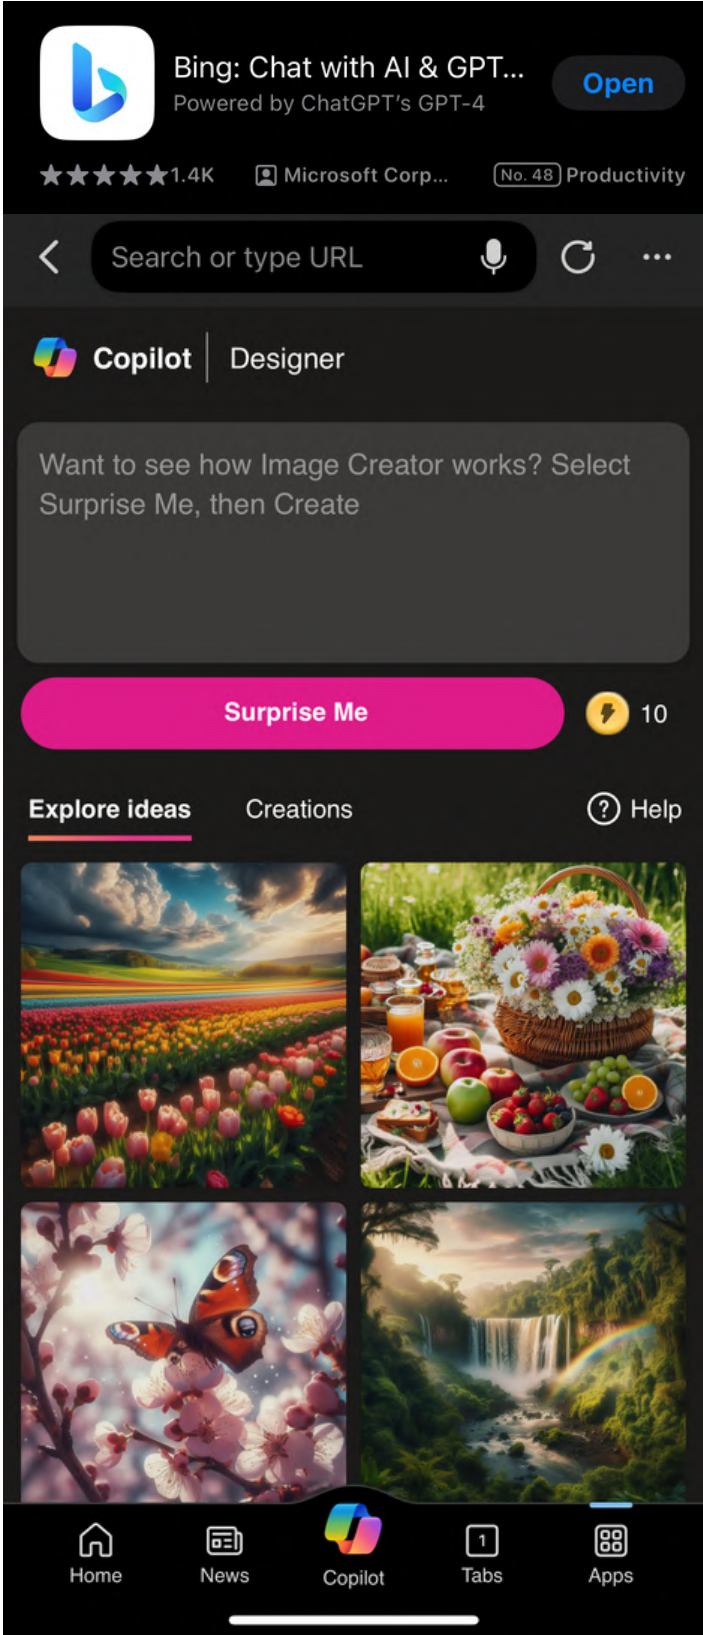 Bing: Chat with AI & GPT...
Powered by ChatGPT's GPT-4
Open
1.4K
Microsoft Corp...
No. 48 Productivity
Search or type URL
Copilot
Designer
Want to see how Image Creator works? Select
Surprise Me, then Create
Surprise Me
10
Explore ideas
Creations
? Help
Home
News
Copilot
1
Tabs
Apps